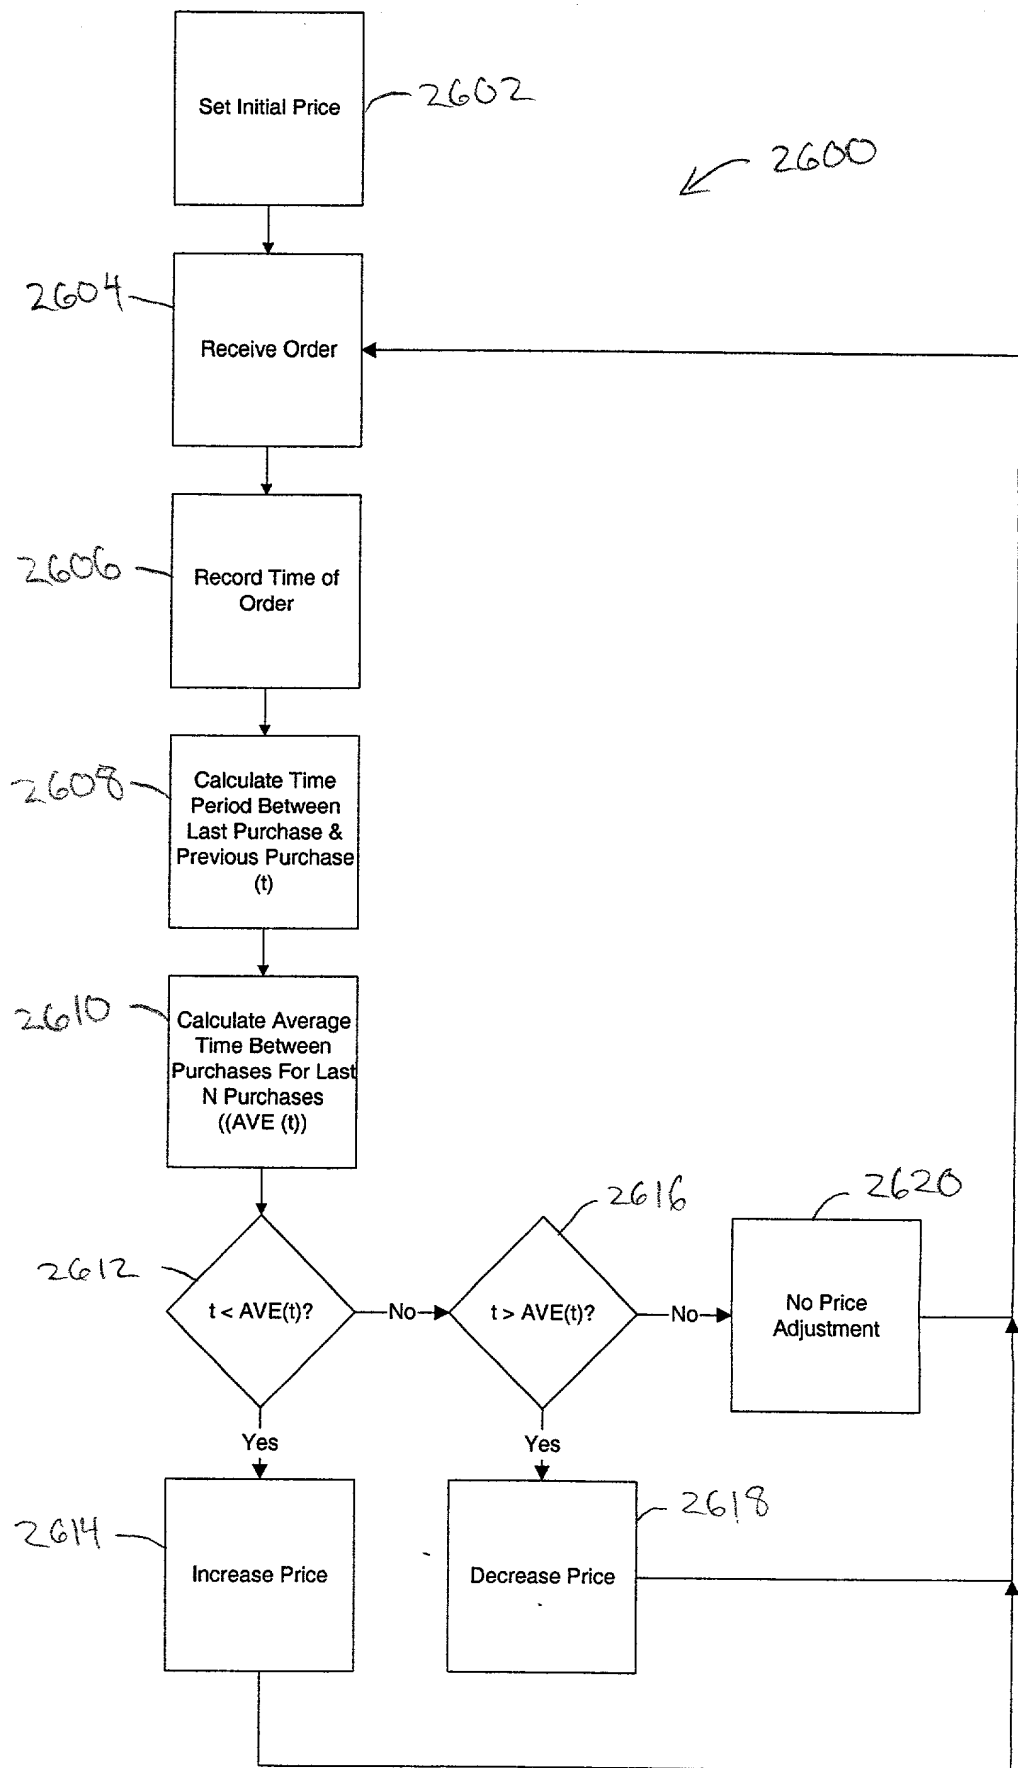 Set Initial Price
2602
2600
2604
Receive Order
2606
Record Time of
Order
2608
Calculate Time
Period Between
Last Purchase &
Previous Purchase
(t)
2610
Calculate Average
Time Between
Purchases For Last
N Purchases
((AVE (t))
2612
t < AVE(t)?
No
2616
t > AVE(t)?
No
2620
No Price
Adjustment
Yes
Yes
2614
Increase Price
2618
Decrease Price